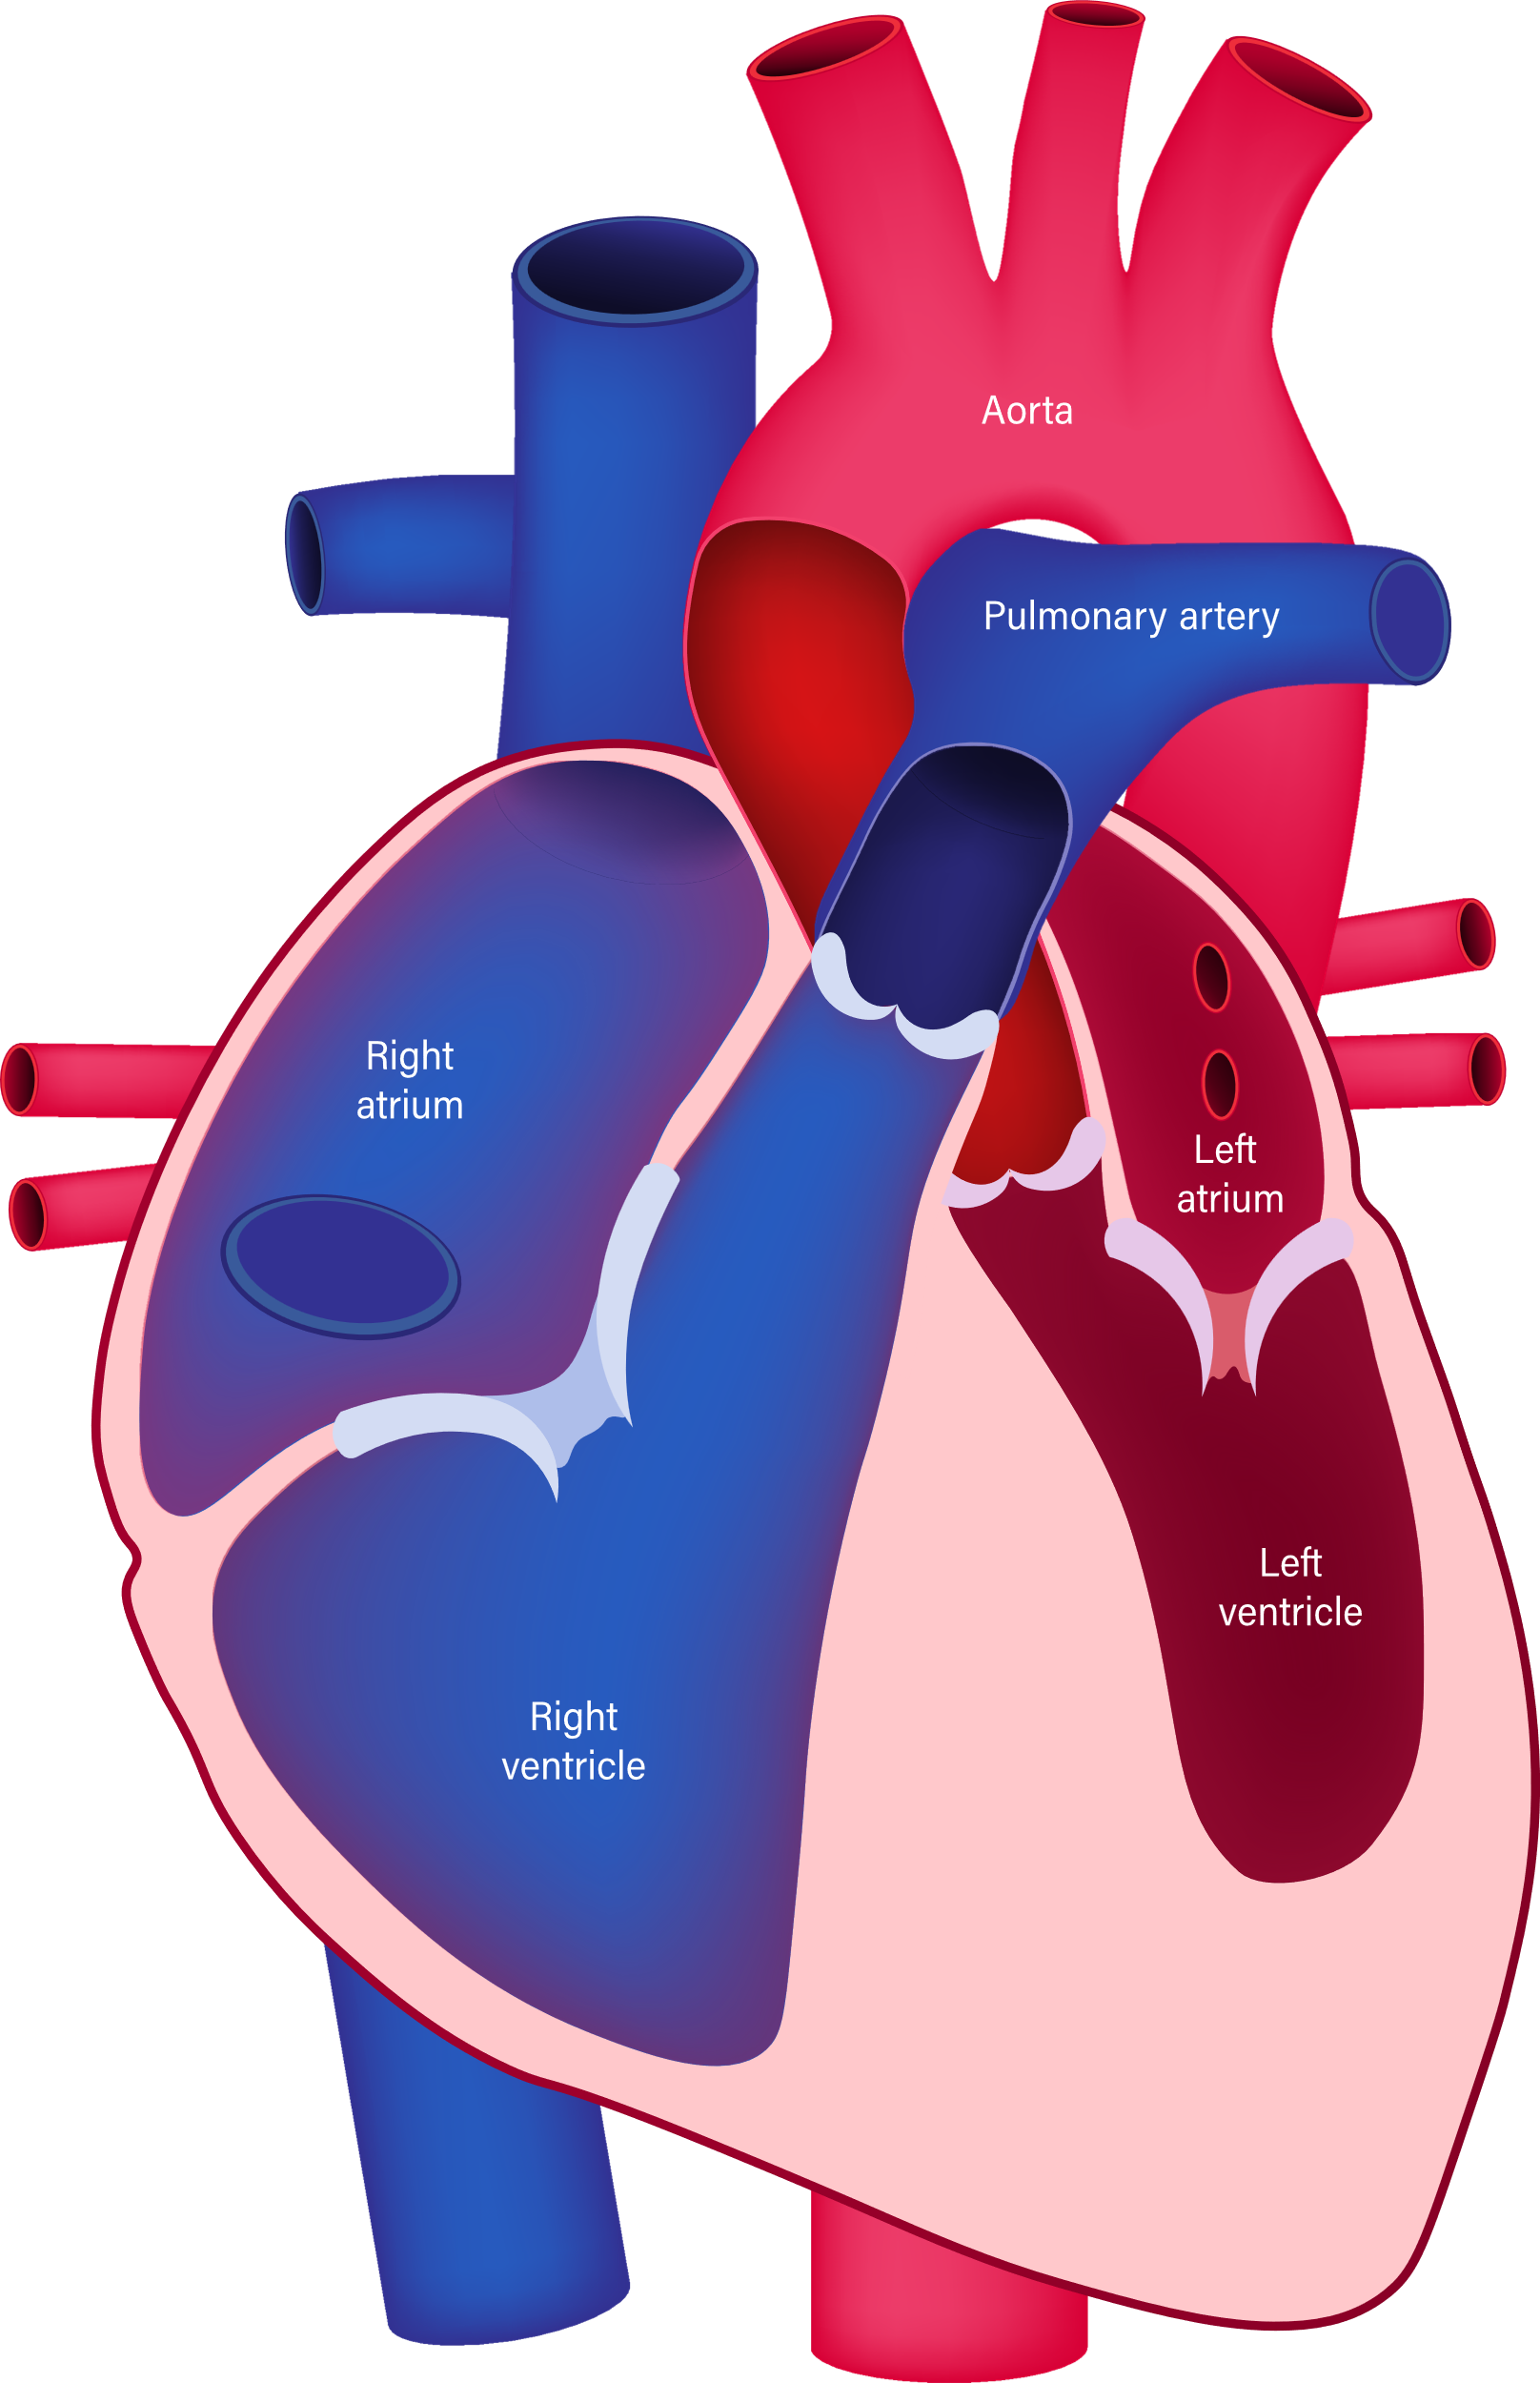 Aorta
Pulmonary artery
Right
atrium
Left
atrium
Left
ventricle
Right
ventricle